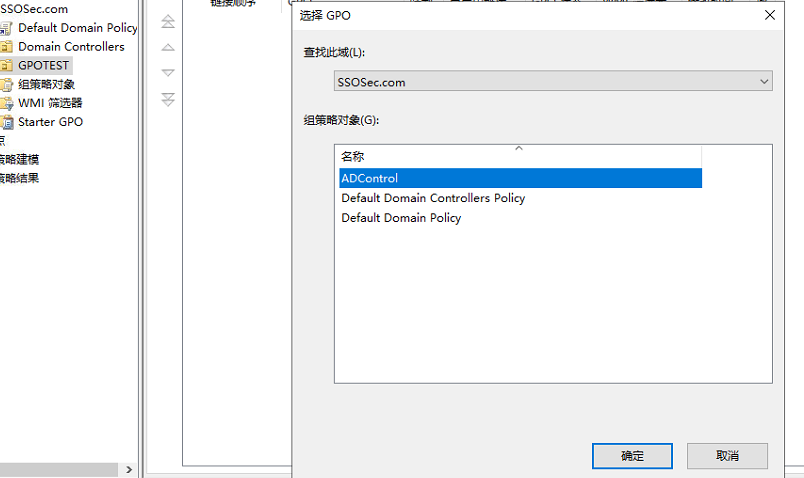 SSOSec.com
Default Domain Policy
Domain Controllers
GPOTEST
组策略对象
WMI 筛选器
Starter GPO
点
策略建模
策略结果
链接顺序
选择 GPO
查找此域(L):
SSOSec.com
组策略对象(G):
名称
ADControl
Default Domain Controllers Policy
Default Domain Policy
确定
取消